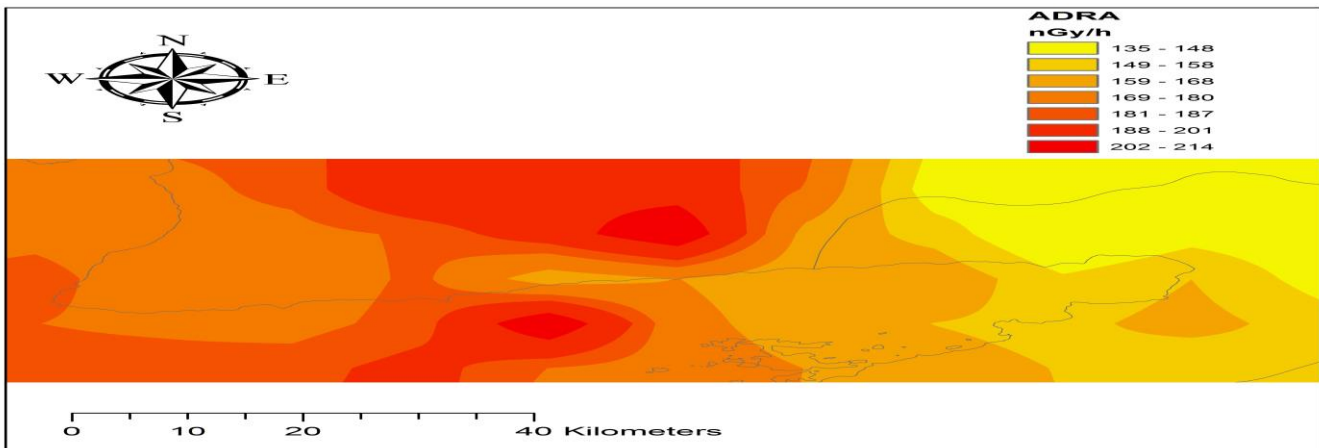 ADRA
nGy/h
135 - 148
149 - 158
159 - 168
169 - 180
181 - 187
188 - 201
202 - 214
N
W E
S
0 10 20 40 Kilometers